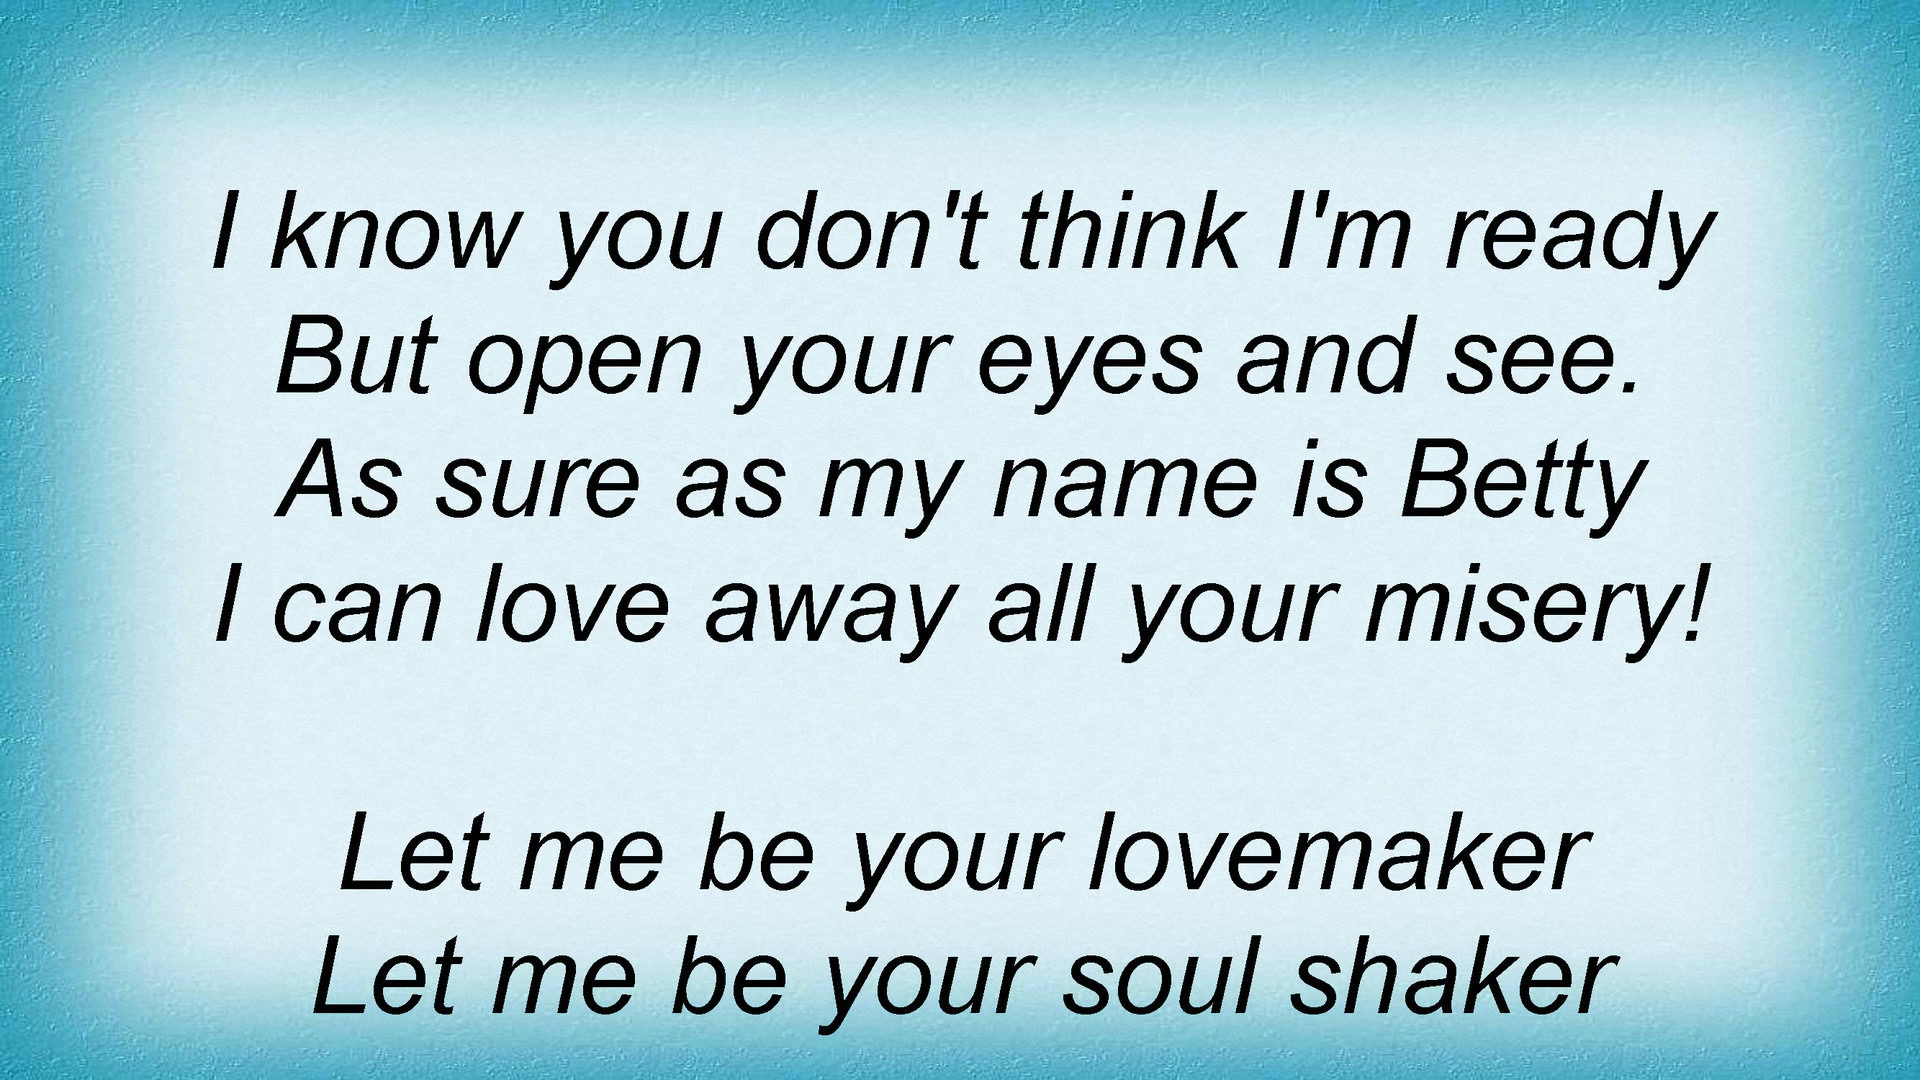 I know you don't think I'm ready
But open your eyes and see.
As sure as my name is Betty
I can love away all your misery!
Let me be your lovemaker
Let me be your soul shaker